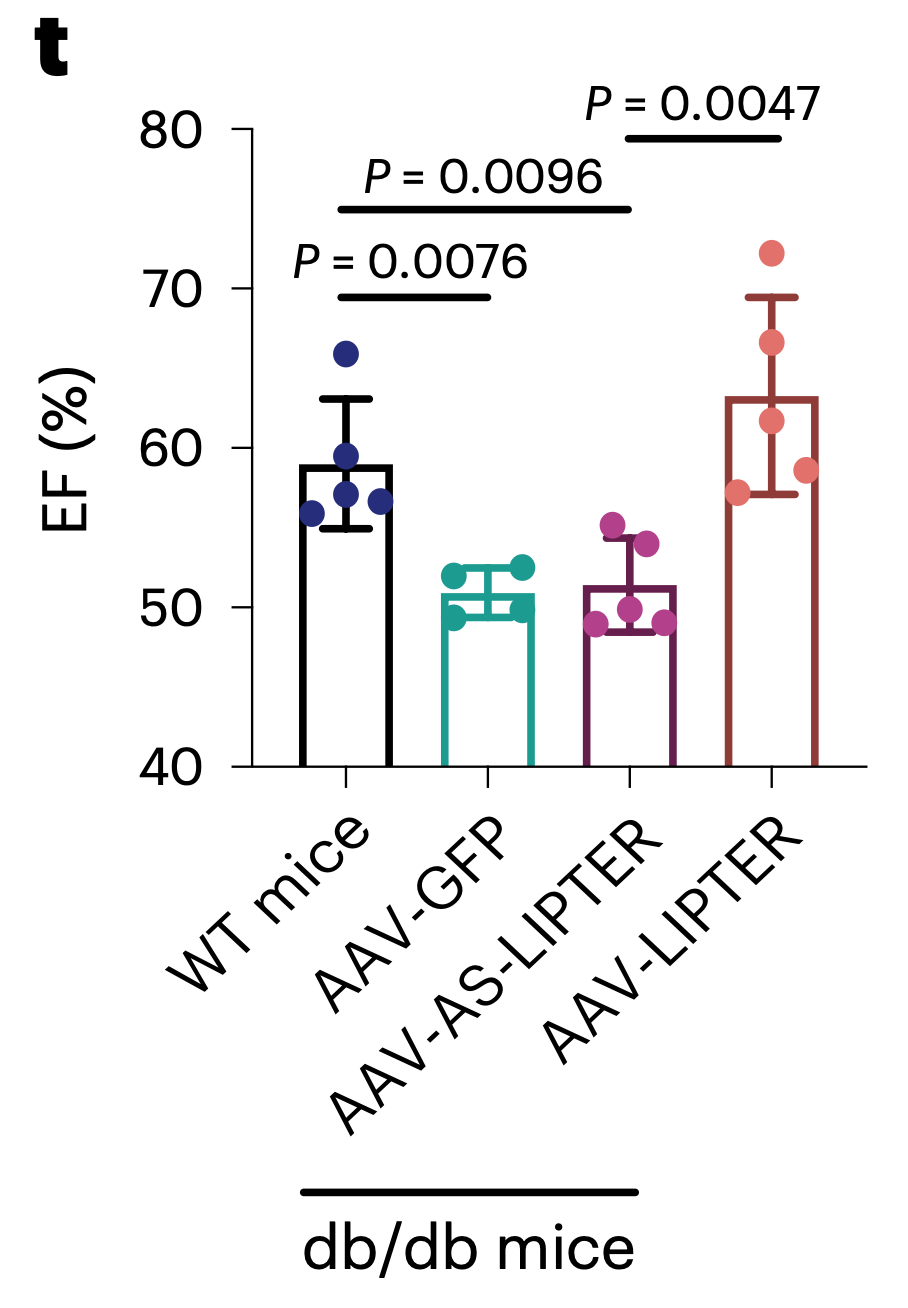 t
P = 0.0047
80
P = 0.0096
P = 0.0076
70
60
50
40
EF (%)
WT mice
AAV-GFP
AAV-AS-LIPTER
AAV-LIPTER
db/db mice